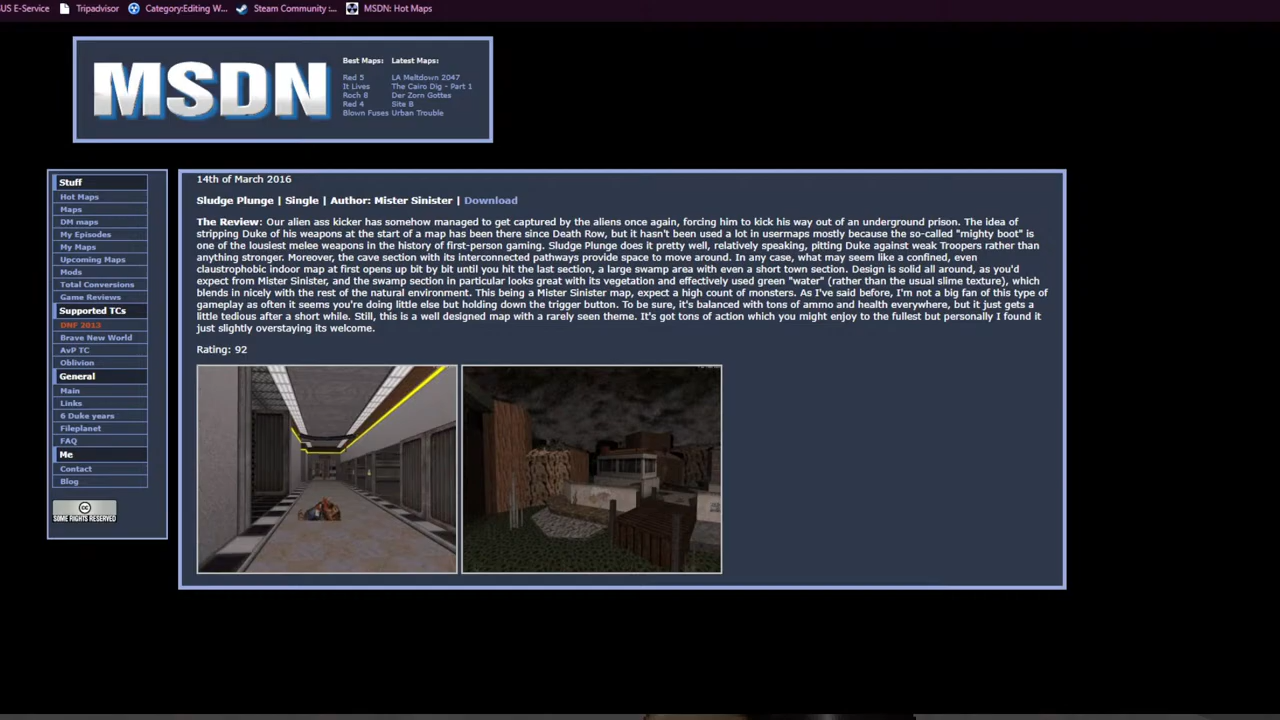 US E-Service Tripadvisor Category:Editing W... Steam Community :... MSDN: Hot Maps
MSDN
Best Maps: Latest Maps:
Red 5 LA Meltdown 2047
It Lives The Cairo Dig - Part 1
Roch 8 Der Zorn Gottes
Red 4 Site B
Blown Fuses Urban Trouble
Stuff
Hot Maps
Maps
DM maps
My Episodes
My Maps
Upcoming Maps
Mods
Total Conversions
Game Reviews
Supported TCs
DNF 2013
Brave New World
AvP TC
Oblivion
General
Main
Links
6 Duke years
Fileplanet
FAQ
Me
Contact
Blog
CC
SOME RIGHTS RESERVED
14th of March 2016
Sludge Plunge | Single | Author: Mister Sinister | Download
The Review: Our alien ass kicker has somehow managed to get captured by the aliens once again, forcing him to kick his way out of an underground prison. The idea of
stripping Duke of his weapons at the start of a map has been there since Death Row, but it hasn't been used a lot in usermaps mostly because the so-called "mighty boot" is
one of the lousiest melee weapons in the history of first-person gaming. Sludge Plunge does it pretty well, relatively speaking, pitting Duke against weak Troopers rather than
anything stronger. Moreover, the cave section with its interconnected pathways provide space to move around. In any case, what may seem like a confined, even
claustrophobic indoor map at first opens up bit by bit until you hit the last section, a large swamp area with even a short town section. Design is solid all around, as you'd
expect from Mister Sinister, and the swamp section in particular looks great with its vegetation and effectively used green "water" (rather than the usual slime texture), which
blends in nicely with the rest of the natural environment. This being a Mister Sinister map, expect a high count of monsters. As I've said before, I'm not a big fan of this type of
gameplay as often it seems you're doing little else but holding down the trigger button. To be sure, it's balanced with tons of ammo and health everywhere, but it just gets a
little tedious after a short while. Still, this is a well designed map with a rarely seen theme. It's got tons of action which you might enjoy to the fullest but personally I found it
just slightly overstaying its welcome.
Rating: 92